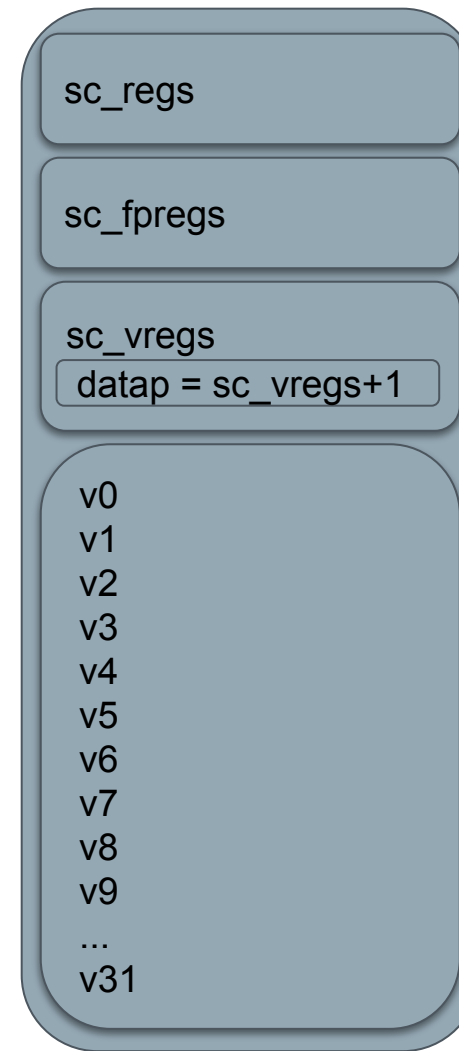 sc_regs
sc_fpregs
sc_vregs
datap = sc_vregs+1
v0
v1
v2
v3
v4
v5
v6
v7
v8
v9
...
v31